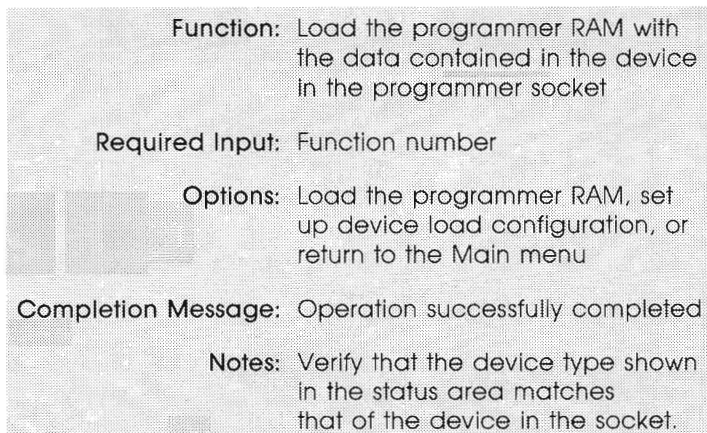 Function: Load the programmer RAM with
the data contained in the device
in the programmer socket
Required Input: Function number
Options: Load the programmer RAM, set
up device load configuration, or
return to the Main menu
Completion Message: Operation successfully completed
Notes: Verify that the device type shown
in the status area matches
that of the device in the socket.